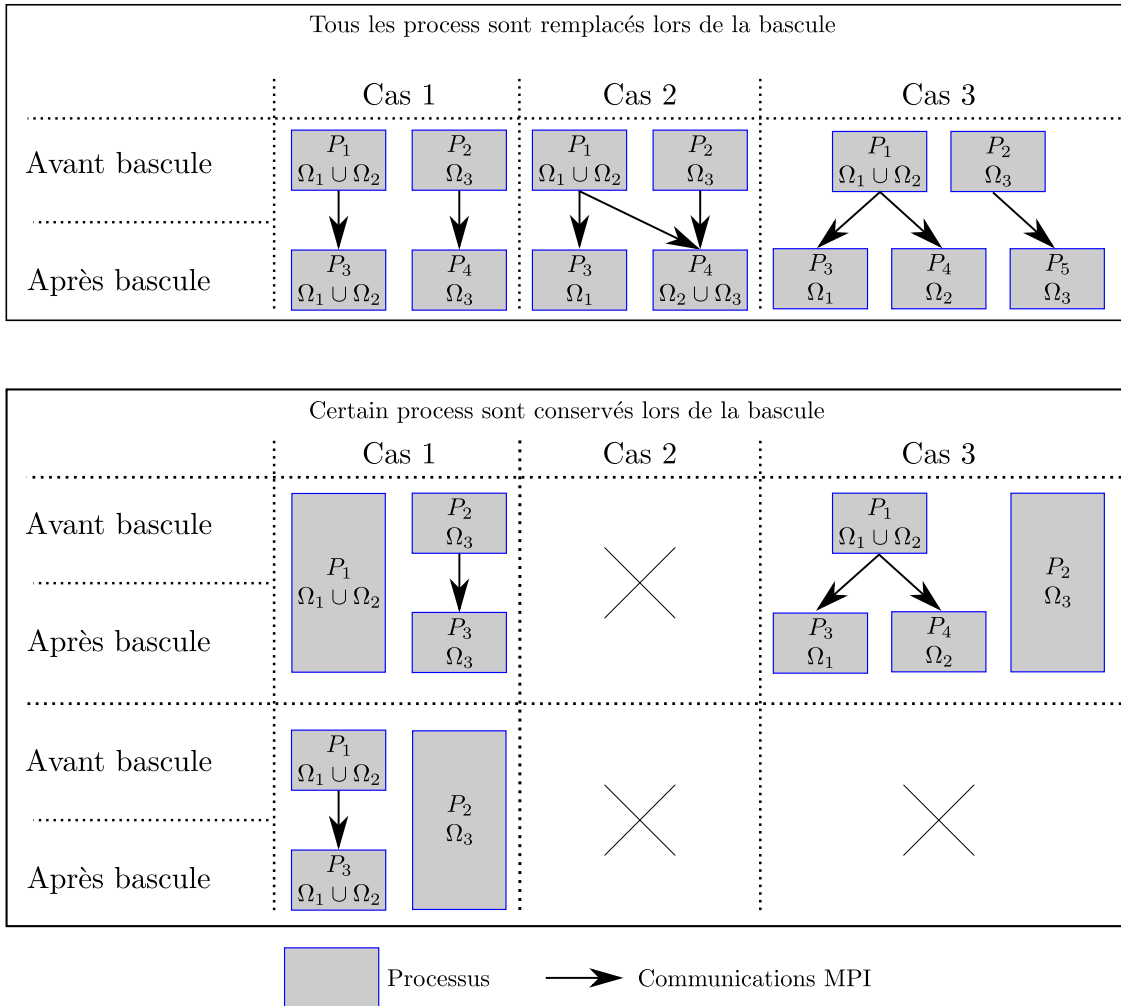 Tous les process sont remplacés lors de la bascule
Cas 1 Cas 2 Cas 3
Avant bascule
P₁ P₂ P₁ P₂ P₁ P₂
Ω₁ ∪ Ω₂ Ω₃ Ω₁ ∪ Ω₂ Ω₃ Ω₁ ∪ Ω₂ Ω₃
Après bascule
P₃ P₄ P₃ P₄ P₃ P₄ P₅
Ω₁ ∪ Ω₂ Ω₃ Ω₁ Ω₂ ∪ Ω₃ Ω₁ Ω₂ Ω₃
Certain process sont conservés lors de la bascule
Cas 1 Cas 2 Cas 3
Avant bascule
P₂ P₁
Ω₃ Ω₁ ∪ Ω₂
P₁ P₂
Ω₁ ∪ Ω₂ Ω₃
Après bascule
P₃ P₃ P₄
Ω₃ Ω₁ Ω₂
Avant bascule
P₁
Ω₁ ∪ Ω₂
P₂
Ω₃
Après bascule
P₃
Ω₁ ∪ Ω₂
Processus Communications MPI